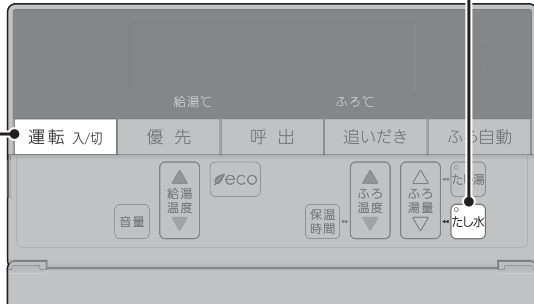 給湯℃ ふろ℃
運転 入/切 優先 呼出 追いだき ふろ自動
給湯温度 eco ふろ温度 ふろ湯量 たし湯
音量 保温時間 たし水